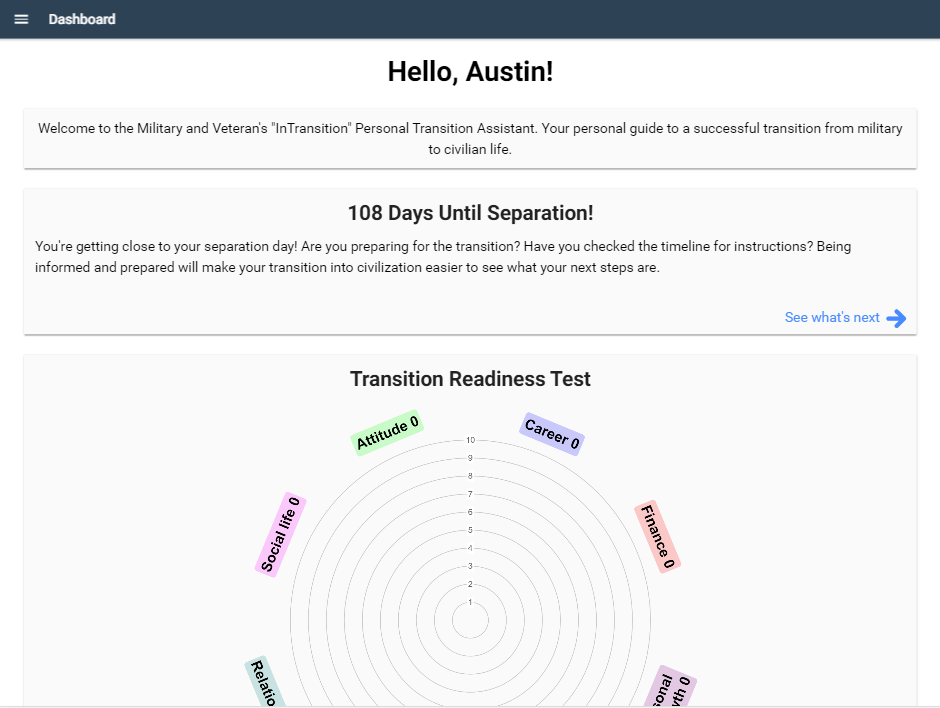 Dashboard
Hello, Austin!
Welcome to the Military and Veteran's "InTransition" Personal Transition Assistant. Your personal guide to a successful transition from military
to civilian life.
108 Days Until Separation!
You're getting close to your separation day! Are you preparing for the transition? Have you checked the timeline for instructions? Being
informed and prepared will make your transition into civilization easier to see what your next steps are.
See what's next
Transition Readiness Test
Attitude 0
Career 0
10
9
8
7
Social life 0
Finance 0
6
5
4
3
2
1
Relatio
sonal
vth 0